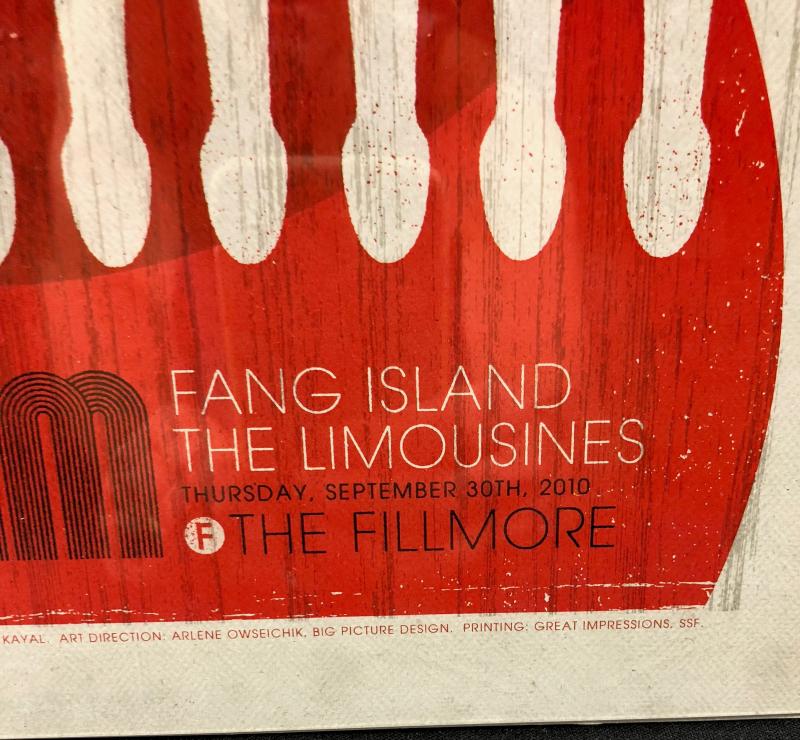 m
FANG ISLAND
THE LIMOUSINES
THURSDAY, SEPTEMBER 30TH, 2010
F THE FILLMORE
KAYAL. ART DIRECTION: ARLENE OWSEICHIK, BIG PICTURE DESIGN. PRINTING: GREAT IMPRESSIONS, SSF.